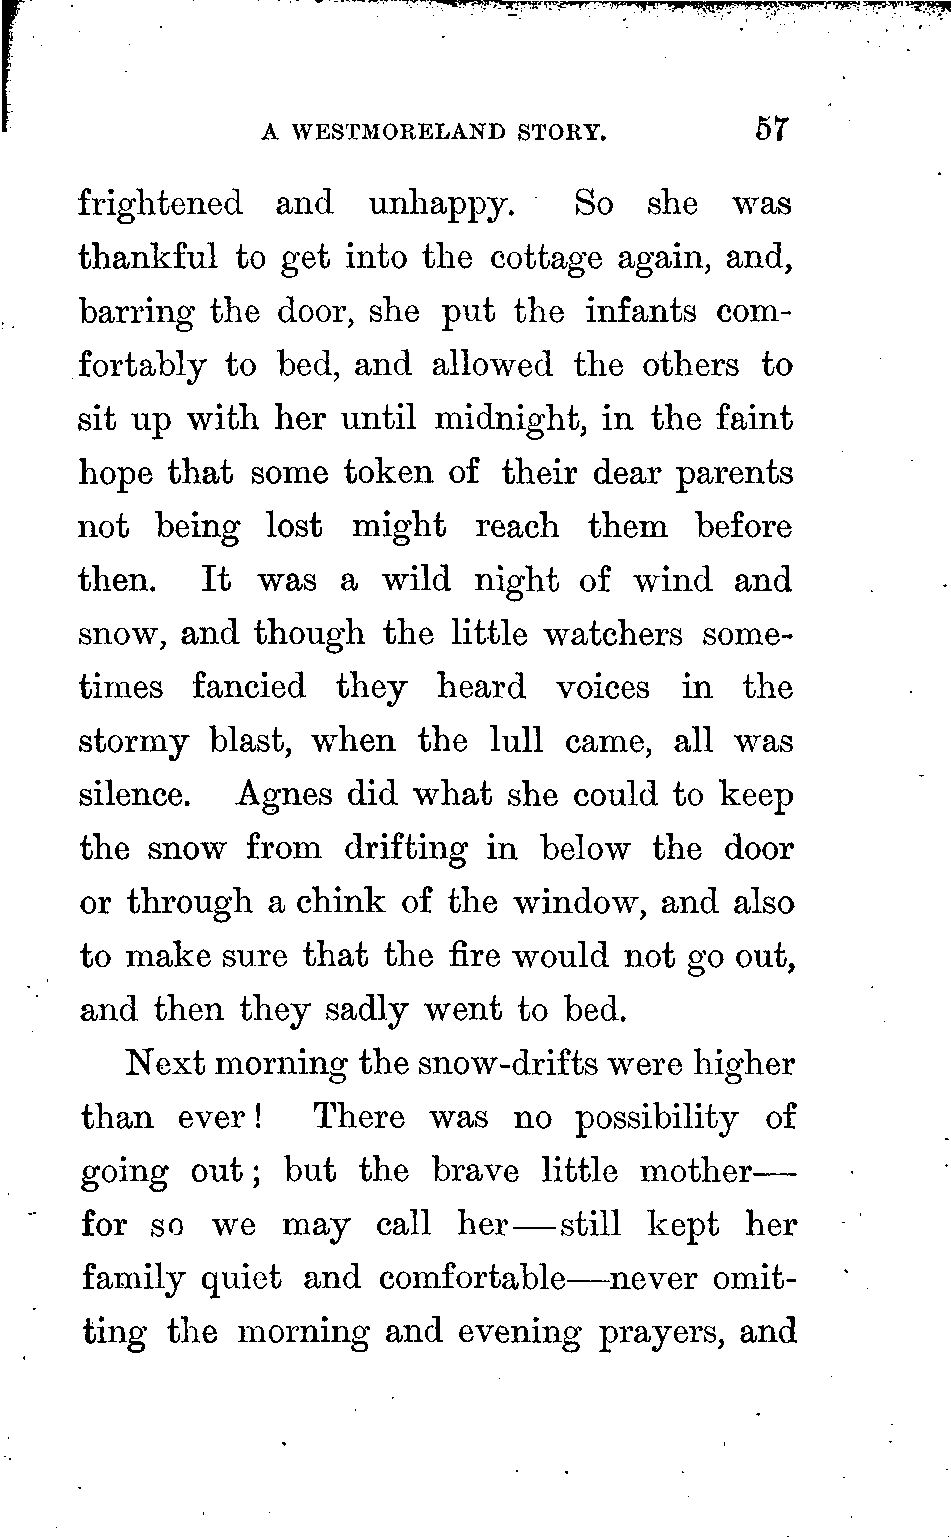 A WESTMORELAND STORY. 57
frightened and unhappy. So she was
thankful to get into the cottage again, and,
barring the door, she put the infants com-
fortably to bed, and allowed the others to
sit up with her until midnight, in the faint
hope that some token of their dear parents
not being lost might reach them before
then. It was a wild night of wind and
snow, and though the little watchers some-
times fancied they heard voices in the
stormy blast, when the lull came, all was
silence. Agnes did what she could to keep
the snow from drifting in below the door
or through a chink of the window, and also
to make sure that the fire would not go out,
and then they sadly went to bed.
Next morning the snow-drifts were higher
than ever! There was no possibility of
going out; but the brave little mother—
for so we may call her—still kept her
family quiet and comfortable—never omit-
ting the morning and evening prayers, and